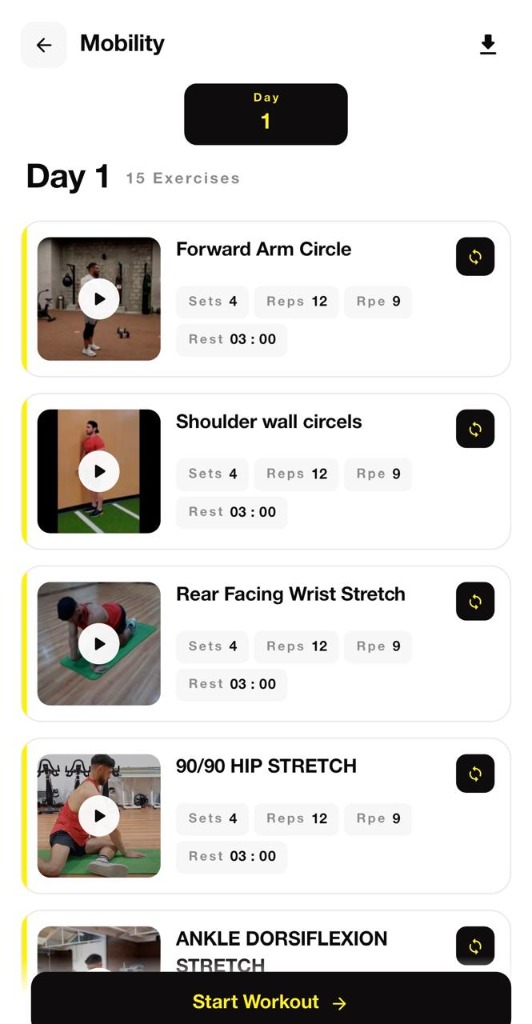 Mobility
Day
1
Day 1 15 Exercises
Forward Arm Circle
Sets 4 Reps 12 Rpe 9
Rest 03 : 00
Shoulder wall circels
Sets 4 Reps 12 Rpe 9
Rest 03 : 00
Rear Facing Wrist Stretch
Sets 4 Reps 12 Rpe 9
Rest 03 : 00
90/90 HIP STRETCH
Sets 4 Reps 12 Rpe 9
Rest 03 : 00
ANKLE DORSIFLEXION
STRETCH
Start Workout